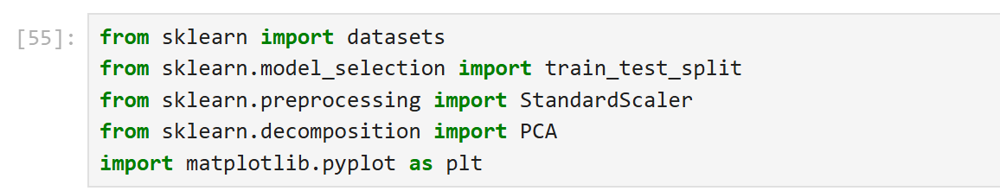 [55]: from sklearn import datasets
from sklearn.model_selection import train_test_split
from sklearn.preprocessing import StandardScaler
from sklearn.decomposition import PCA
import matplotlib.pyplot as plt